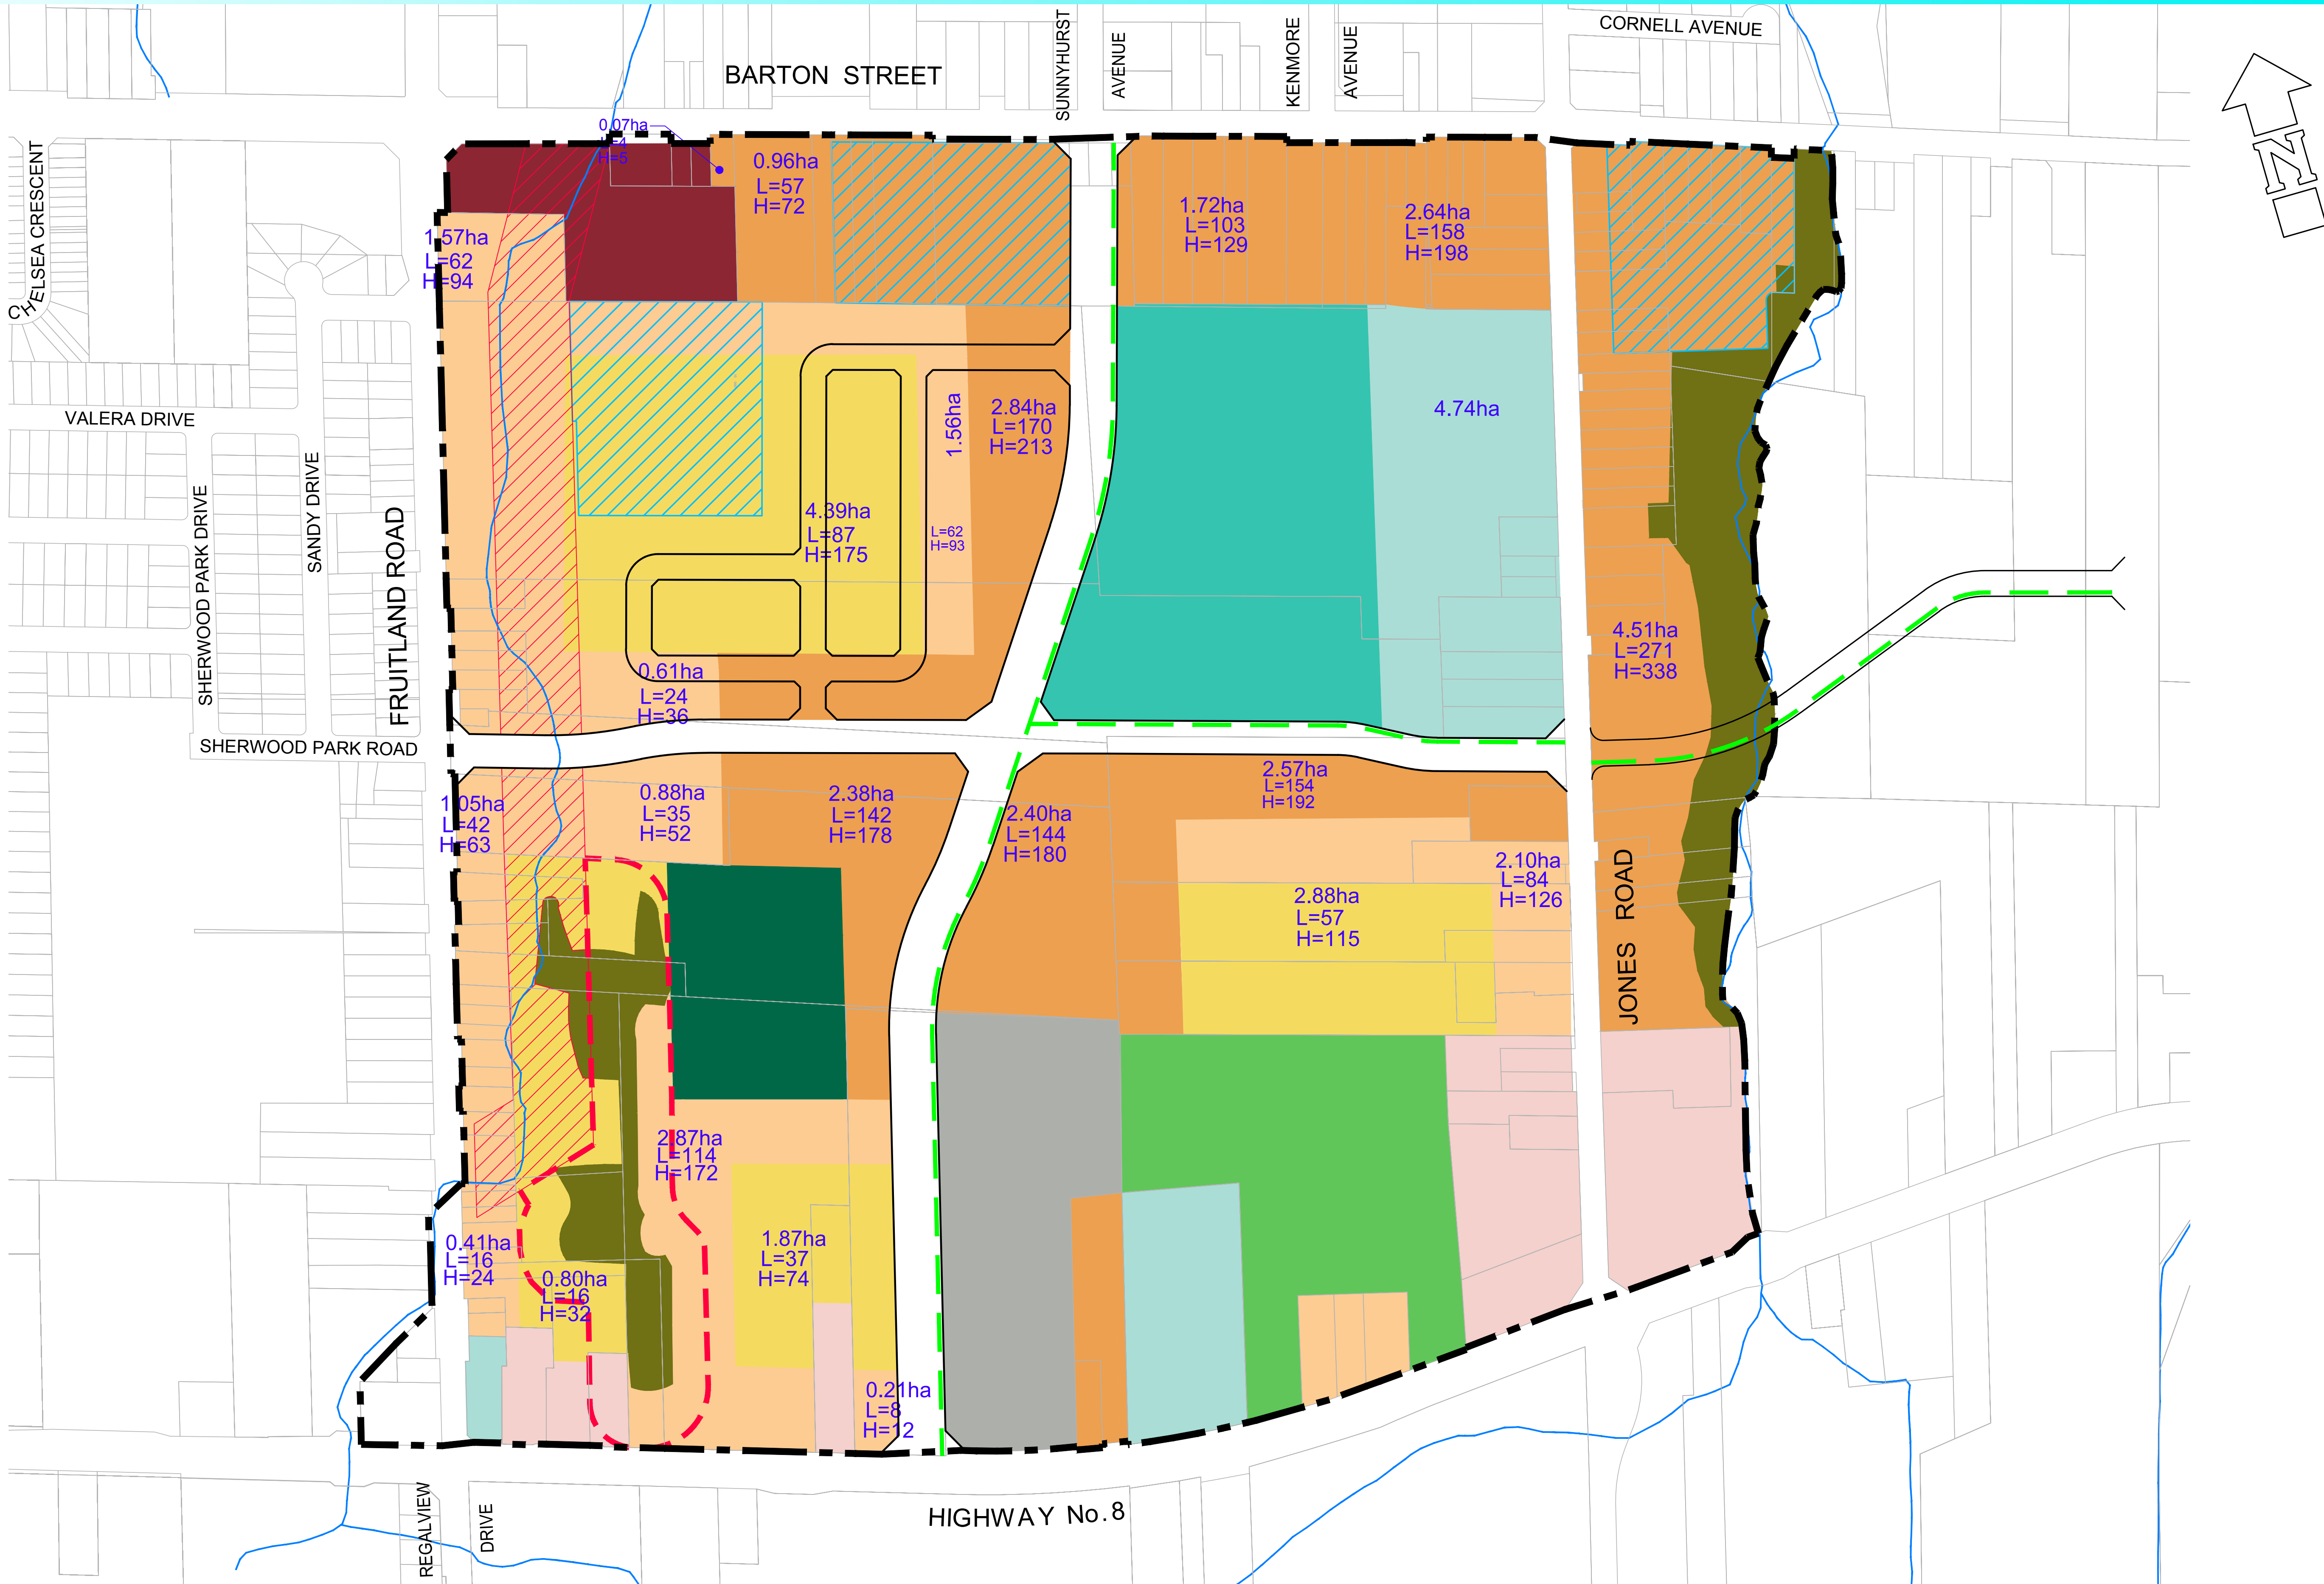 CORNELL AVENUE
BARTON STREET
SUNNYHURST
AVENUE
KENMORE
AVENUE
CHELSEA CRESCENT
0.07ha
L=4
H=5
0.96ha
L=57
H=72
1.72ha
L=103
H=129
2.64ha
L=158
H=198
N
1.57ha
L=62
H=94
VALERA DRIVE
SHERWOOD PARK DRIVE
SANDY DRIVE
FRUITLAND ROAD
1.56ha
L=62
H=93
2.84ha
L=170
H=213
4.74ha
4.39ha
L=87
H=175
0.61ha
L=24
H=36
4.51ha
L=271
H=338
SHERWOOD PARK ROAD
1.05ha
L=42
H=63
0.88ha
L=35
H=52
2.38ha
L=142
H=178
2.40ha
L=144
H=180
2.57ha
L=154
H=192
2.10ha
L=84
H=126
2.88ha
L=57
H=115
JONES ROAD
2.87ha
L=114
H=172
0.41ha
L=16
H=24
0.80ha
L=16
H=32
1.87ha
L=37
H=74
0.21ha
L=8
H=12
REGALVIEW
DRIVE
HIGHWAY No.8